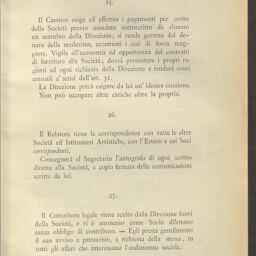 25.
Il Cassiere esige ed effettua i pagamenti per conto
della Società previo mandato sottoscritto da almeno
un membro della Direzione; si rende garante del de-
naro della medesima, eccettuati i casi di forza mag-
giore. Vigila all'economia ed opportunità dei contratti
di fornitura alla Società; dovrà presentare i propri re-
gistri ad ogni richiesta della Direzione e renderà conti
annuali a' sensi dell'art. 31.
La Direzione potrà esigere da lui un' idonea cauzione.
Non può occupare altre cariche oltre la propria.
26.
Il Relatore tiene la corrispondenza con tutte le altre
Società ed Istituzioni Artistiche, con l'Estero e coi Soci
corrispondenti.
Consegnerà al Segretario l'autografo di ogni scritto
diretto alla Società, e copia firmata delle comunicazioni
scritte da lui.
27.
Il Consultore legale viene scelto dalla Direzione fuori
della Società, e vi è ammesso come Socio dilettante
senza obbligo di contributo. — Egli presta gentilmente
il suo avviso e patrocinio, a richiesta della stessa, in
tutti gli affari che interessano l'andamento sociale.